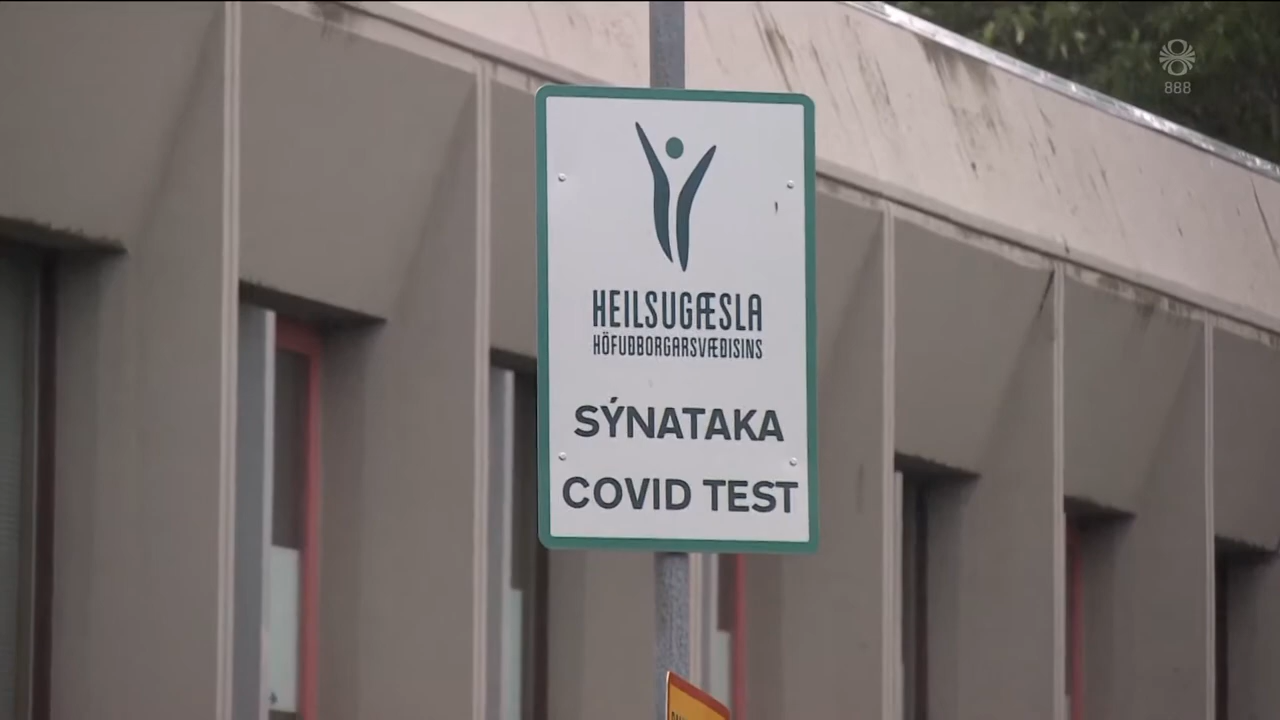 888
HEILSUGÆSLA
HÖFUÐBORGARSVÆÐISINS
SÝNATAKA
COVID TEST